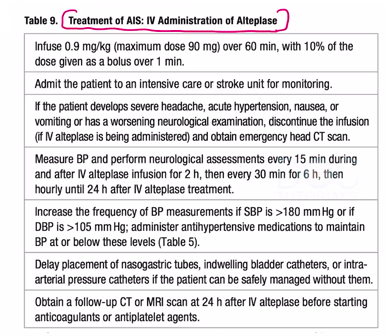 Table 9. Treatment of AIS: IV Administration of Alteplase
Infuse 0.9 mg/kg (maximum dose 90 mg) over 60 min, with 10% of the
dose given as a bolus over 1 min.
Admit the patient to an intensive care or stroke unit for monitoring.
If the patient develops severe headache, acute hypertension, nausea, or
vomiting or has a worsening neurological examination, discontinue the infusion
(if IV alteplase is being administered) and obtain emergency head CT scan.
Measure BP and perform neurological assessments every 15 min during
and after IV alteplase infusion for 2 h, then every 30 min for 6 h, then
hourly until 24 h after IV alteplase treatment.
Increase the frequency of BP measurements if SBP is >180 mm Hg or if
DBP is >105 mm Hg; administer antihypertensive medications to maintain
BP at or below these levels (Table 5).
Delay placement of nasogastric tubes, indwelling bladder catheters, or intra-
arterial pressure catheters if the patient can be safely managed without them.
Obtain a follow-up CT or MRI scan at 24 h after IV alteplase before starting
anticoagulants or antiplatelet agents.